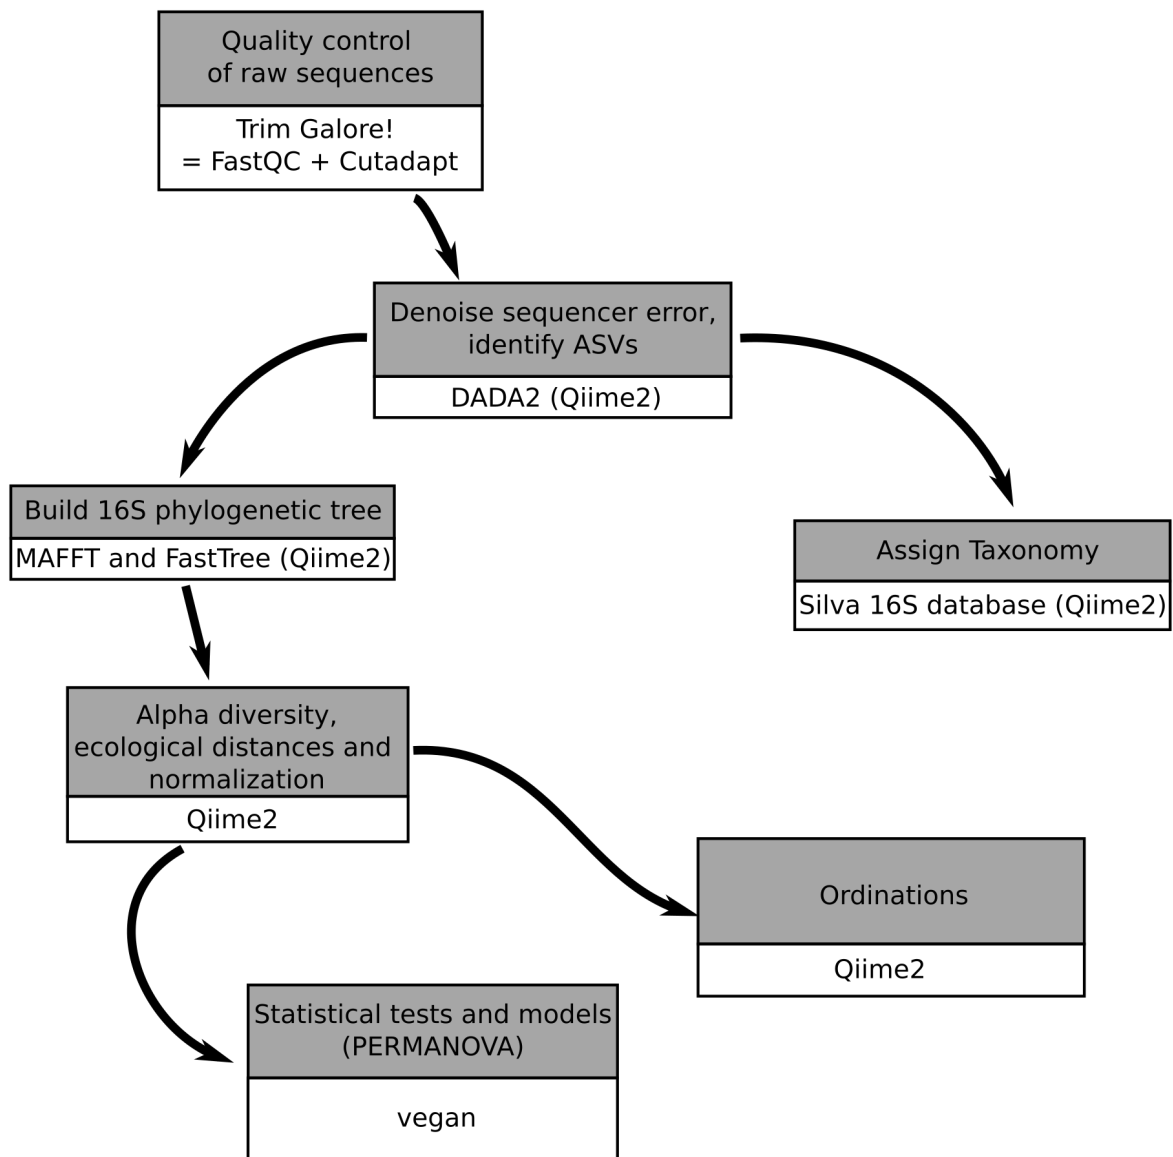 Quality control
of raw sequences
Trim Galore!
= FastQC + Cutadapt
Denoise sequencer error,
identify ASVs
DADA2 (Qiime2)
Build 16S phylogenetic tree
MAFFT and FastTree (Qiime2)
Assign Taxonomy
Silva 16S database (Qiime2)
Alpha diversity,
ecological distances and
normalization
Qiime2
Ordinations
Qiime2
Statistical tests and models
(PERMANOVA)
vegan